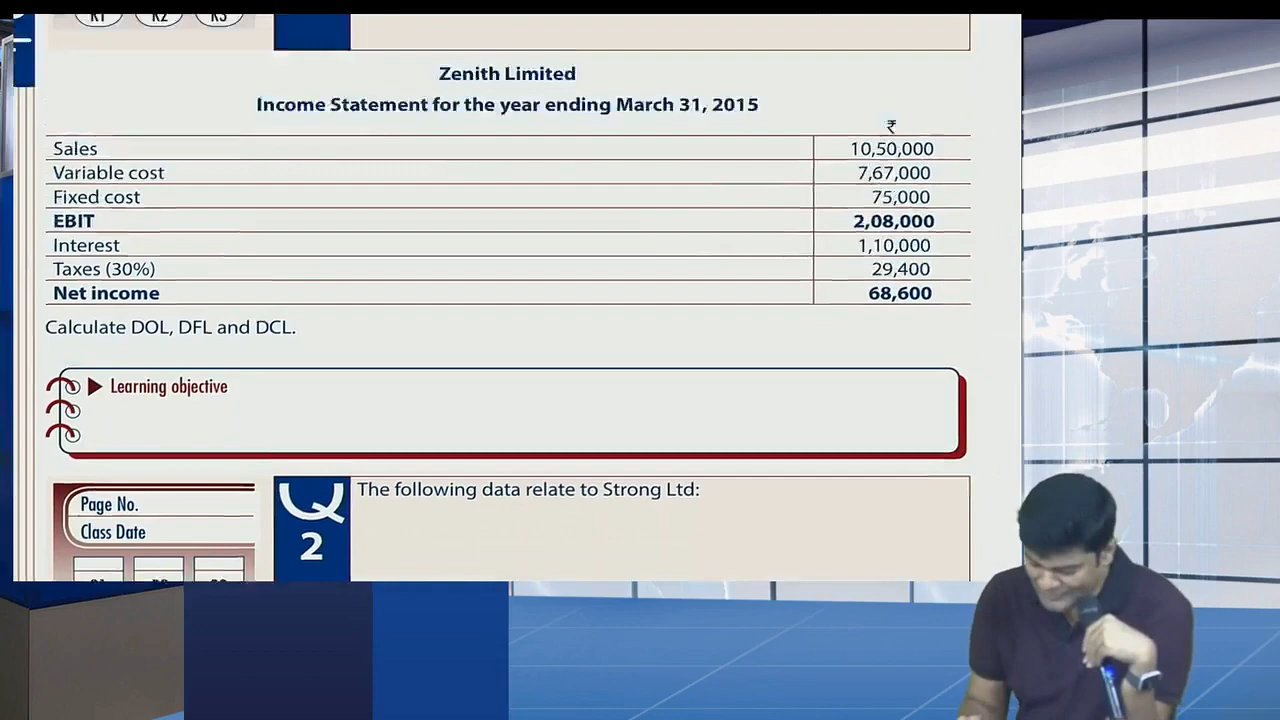 R1 R2 R3
Zenith Limited
Income Statement for the year ending March 31, 2015
₹
Sales 10,50,000
Variable cost 7,67,000
Fixed cost 75,000
EBIT 2,08,000
Interest 1,10,000
Taxes (30%) 29,400
Net income 68,600
Calculate DOL, DFL and DCL.
Learning objective
Page No.
Class Date
Q
2
The following data relate to Strong Ltd: